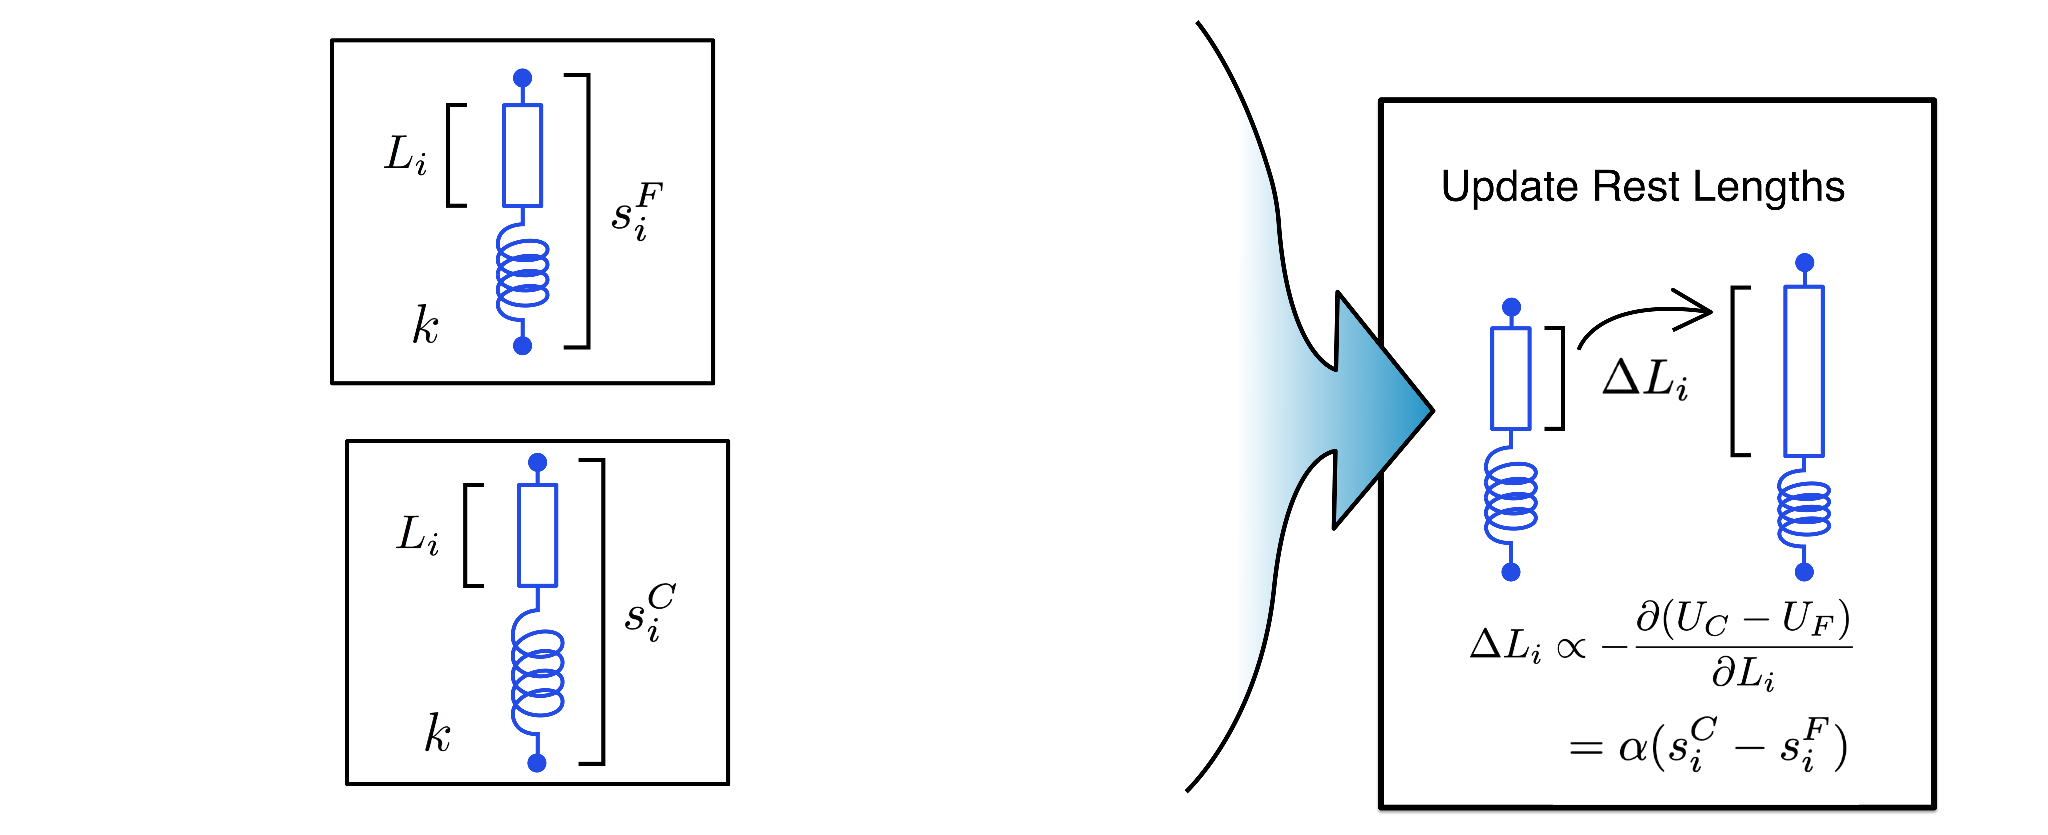 L_i
s_i^F
k
L_i
s_i^C
k
Update Rest Lengths
ΔL_i
ΔL_i ∝ −∂(U_C − U_F)/∂L_i
= α(s_i^C − s_i^F)